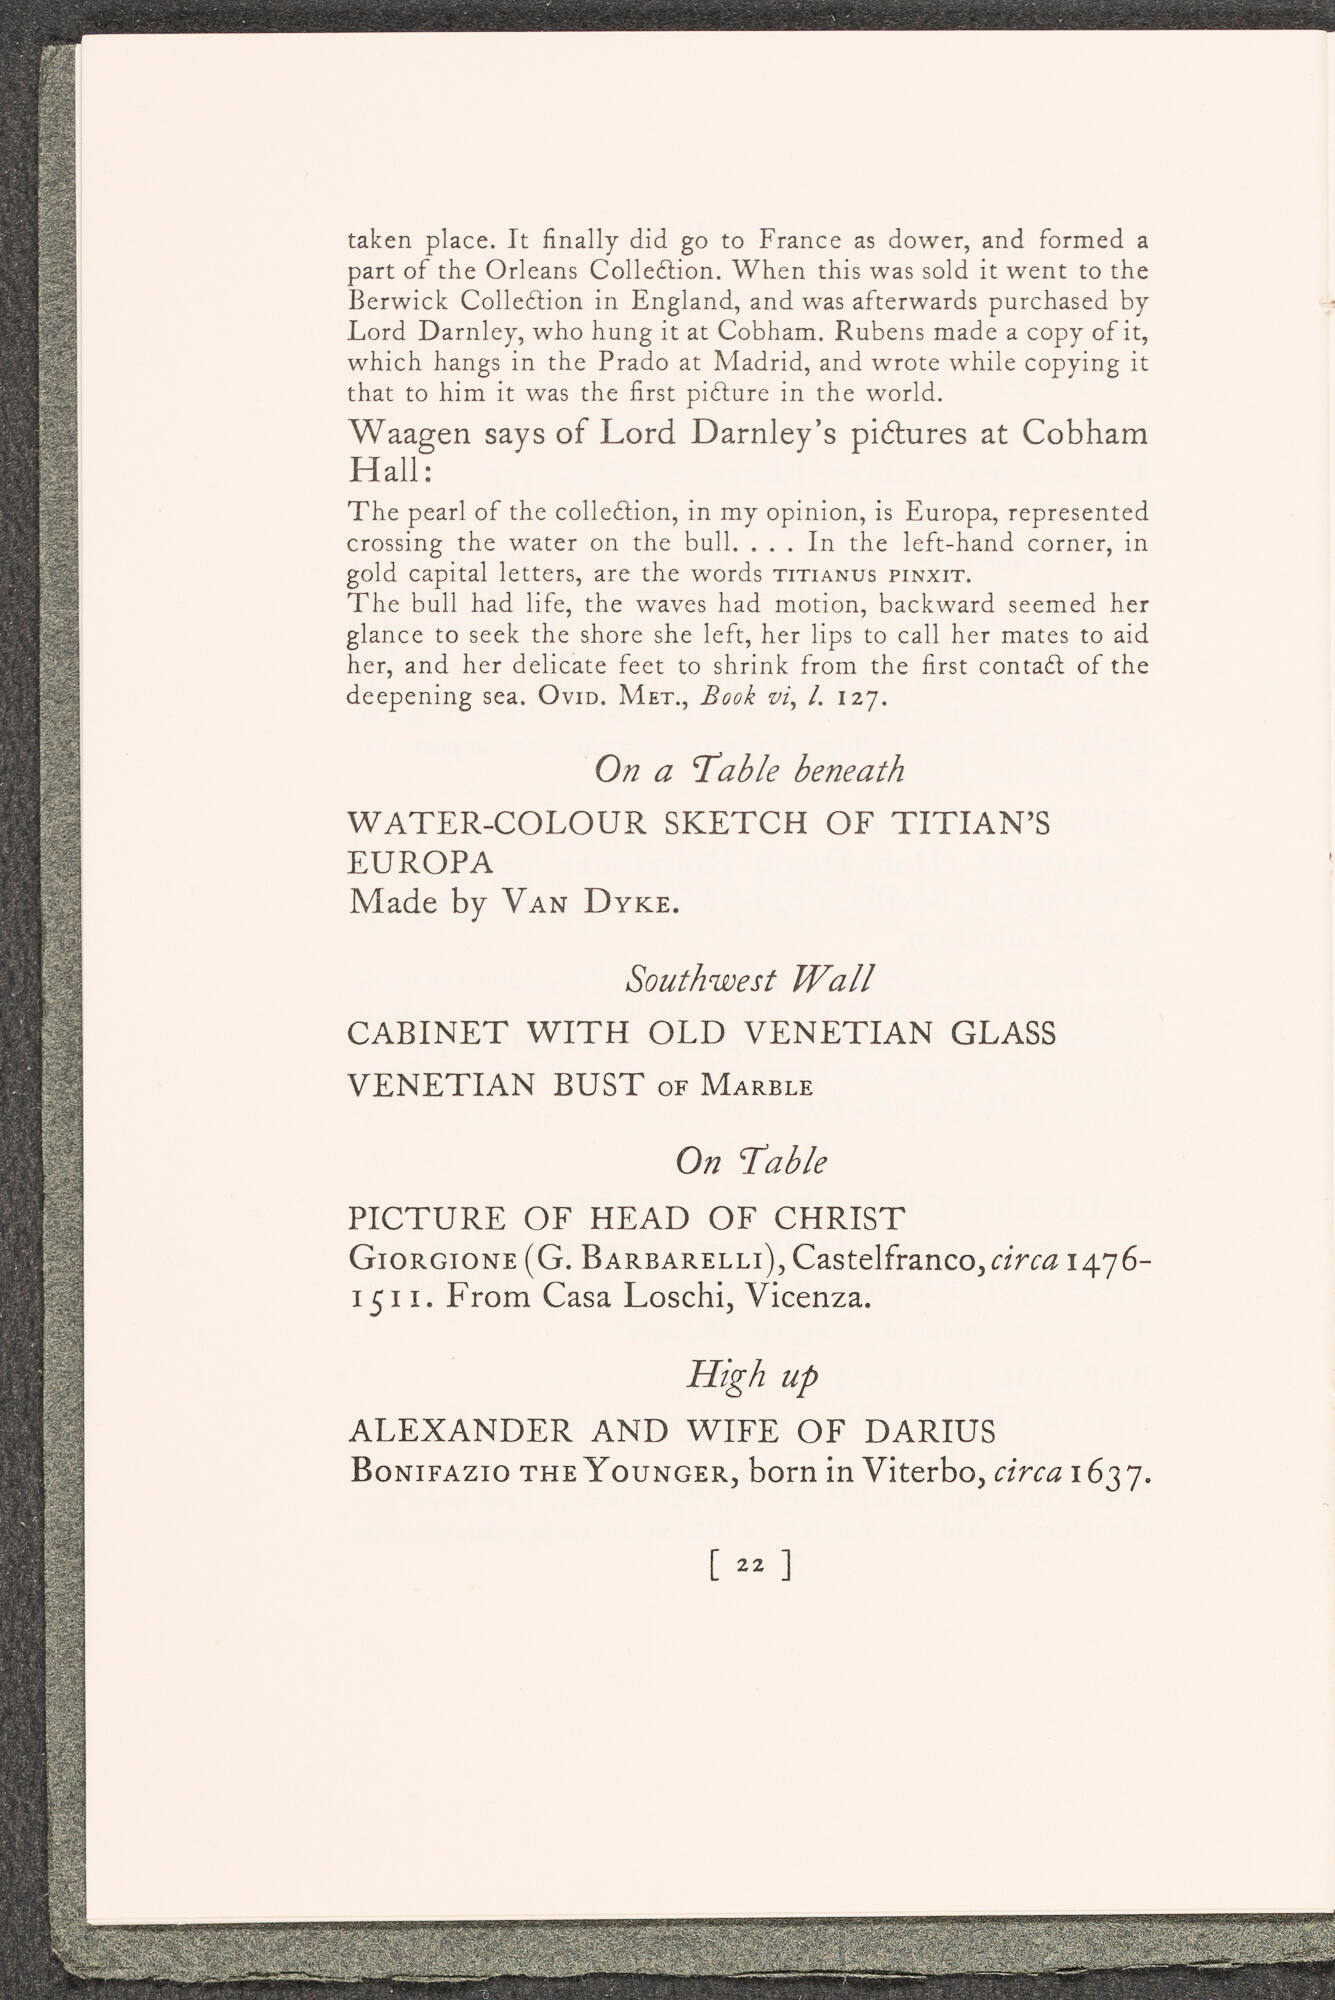 taken place. It finally did go to France as dower, and formed a
part of the Orleans Collection. When this was sold it went to the
Berwick Collection in England, and was afterwards purchased by
Lord Darnley, who hung it at Cobham. Rubens made a copy of it,
which hangs in the Prado at Madrid, and wrote while copying it
that to him it was the first picture in the world.
Waagen says of Lord Darnley's pictures at Cobham
Hall:
The pearl of the collection, in my opinion, is Europa, represented
crossing the water on the bull. . . . In the left-hand corner, in
gold capital letters, are the words TITIANUS PINXIT.
The bull had life, the waves had motion, backward seemed her
glance to seek the shore she left, her lips to call her mates to aid
her, and her delicate feet to shrink from the first contact of the
deepening sea. OVID. MET., Book vi, l. 127.
On a Table beneath
WATER-COLOUR SKETCH OF TITIAN'S
EUROPA
Made by VAN DYKE.
Southwest Wall
CABINET WITH OLD VENETIAN GLASS
VENETIAN BUST OF MARBLE
On Table
PICTURE OF HEAD OF CHRIST
GIORGIONE (G. BARBARELLI), Castelfranco, circa 1476-
1511. From Casa Loschi, Vicenza.
High up
ALEXANDER AND WIFE OF DARIUS
BONIFAZIO THE YOUNGER, born in Viterbo, circa 1637.
[ 22 ]